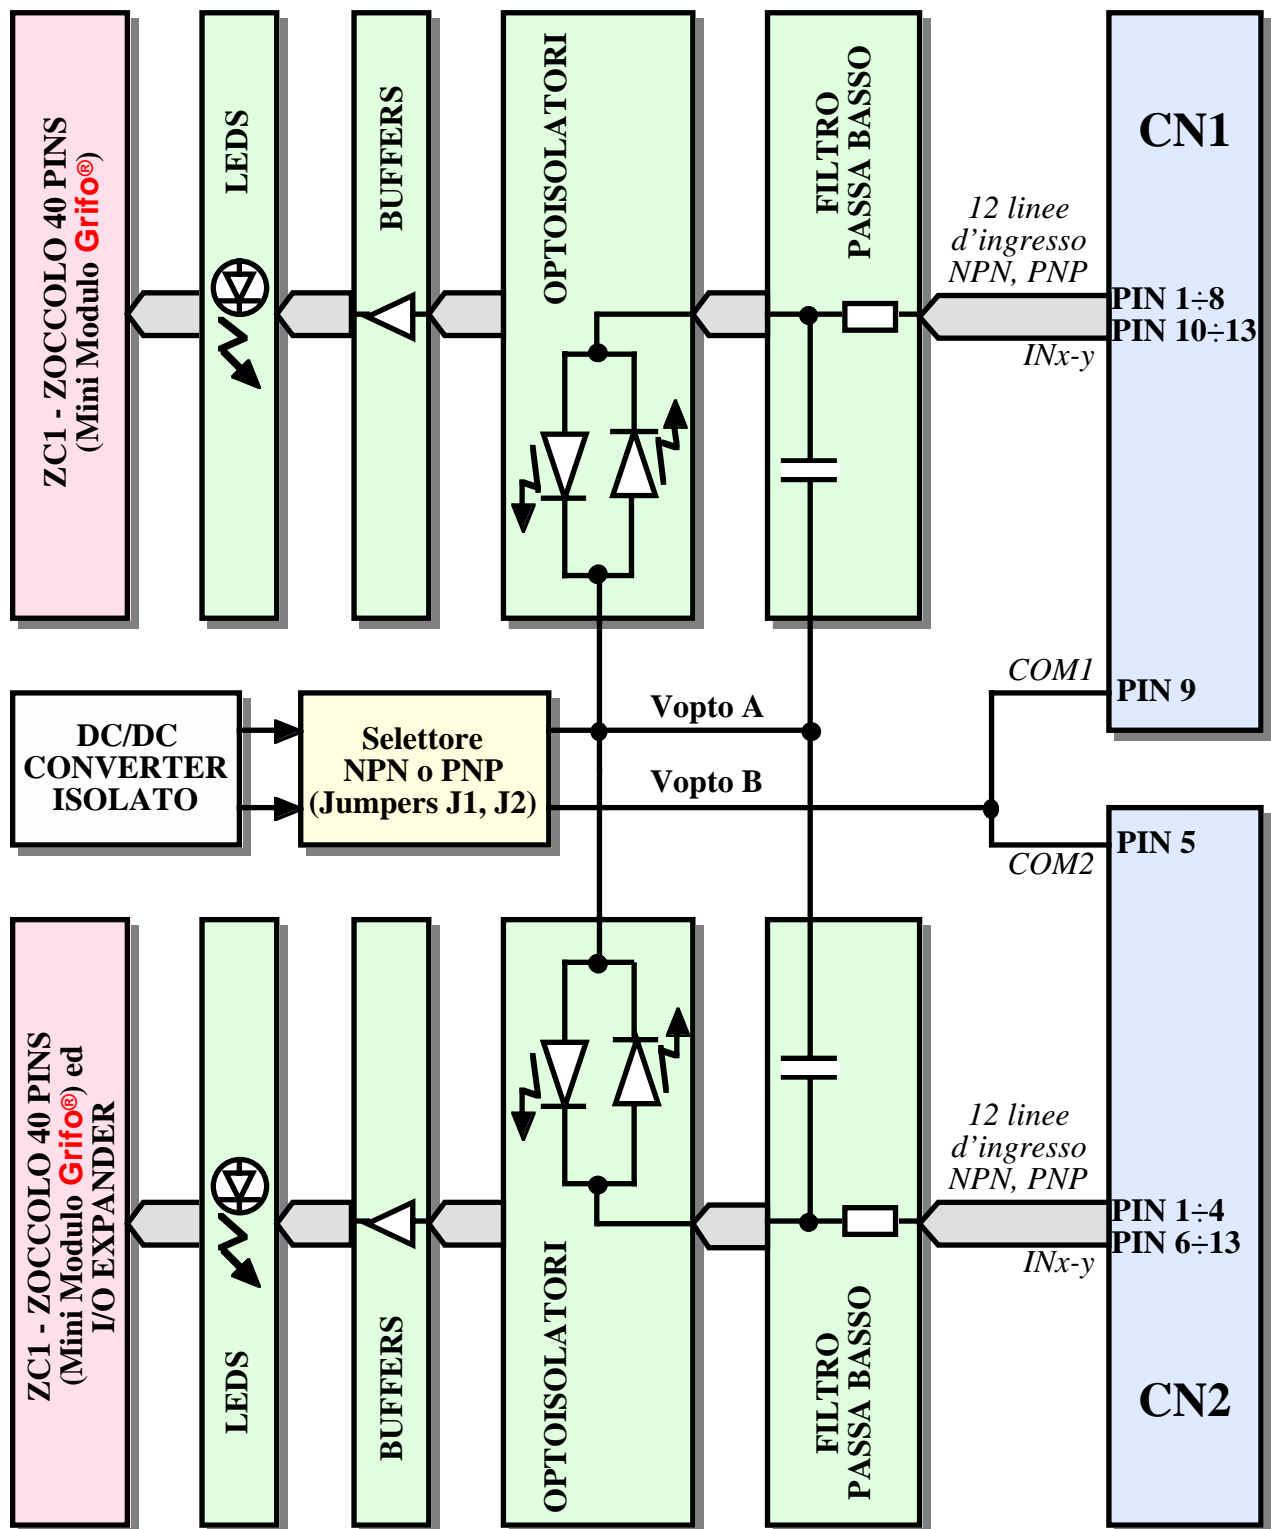 ZC1 - ZOCCOLO 40 PINS
(Mini Modulo Grifo®)
LEDS
BUFFERS
OPTOISOLATORI
FILTRO
PASSA BASSO
12 linee
d'ingresso
NPN, PNP
INx-y
CN1
PIN 1÷8
PIN 10÷13
COM1
PIN 9
DC/DC
CONVERTER
ISOLATO
Selettore
NPN o PNP
(Jumpers J1, J2)
Vopto A
Vopto B
COM2
PIN 5
ZC1 - ZOCCOLO 40 PINS
(Mini Modulo Grifo®) ed
I/O EXPANDER
LEDS
BUFFERS
OPTOISOLATORI
FILTRO
PASSA BASSO
12 linee
d'ingresso
NPN, PNP
INx-y
PIN 1÷4
PIN 6÷13
CN2